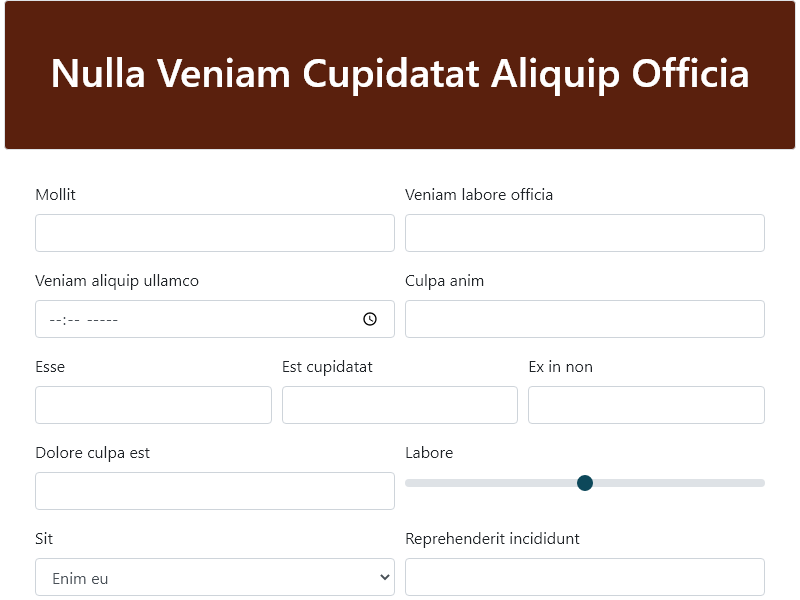 Nulla Veniam Cupidatat Aliquip Officia
Mollit
Veniam labore officia
Veniam aliquip ullamco
Culpa anim
--:-- -----
Esse
Est cupidatat
Ex in non
Dolore culpa est
Labore
Sit
Reprehenderit incididunt
Enim eu